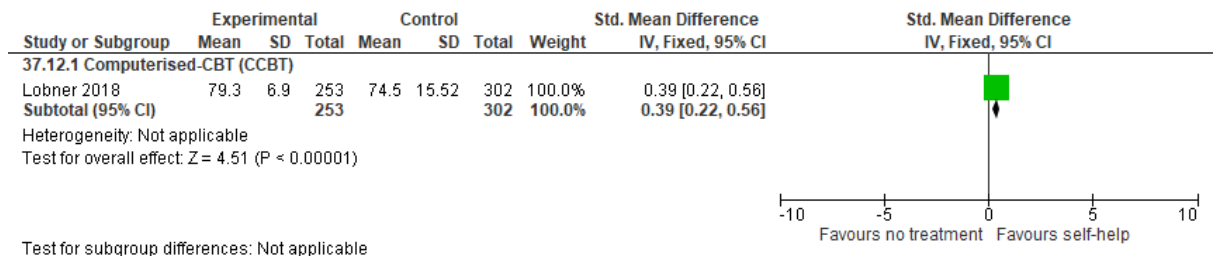 Experimental Control Std. Mean Difference Std. Mean Difference
Study or Subgroup Mean SD Total Mean SD Total Weight IV, Fixed, 95% CI IV, Fixed, 95% CI
37.12.1 Computerised-CBT (CCBT)
Lobner 2018 79.3 6.9 253 74.5 15.52 302 100.0% 0.39 [0.22, 0.56]
Subtotal (95% CI) 253 302 100.0% 0.39 [0.22, 0.56]
Heterogeneity: Not applicable
Test for overall effect: Z = 4.51 (P < 0.00001)
-10 -5 0 5 10
Favours no treatment Favours self-help
Test for subgroup differences: Not applicable